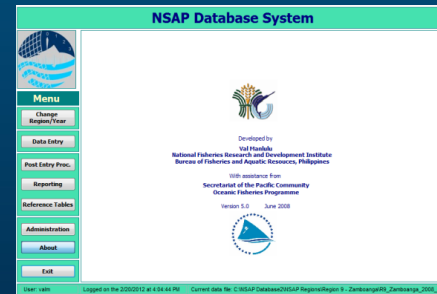 NSAP Database System
Menu
Change
Region/Year
Data Entry
Post Entry Proc.
Reporting
Reference Tables
Administration
About
Exit
Developed by
Val Manlulu
National Fisheries Research and Development Institute
Bureau of Fisheries and Aquatic Resouces, Philippines
With assistance from
Secretariat of the Pacific Community
Oceanic Fisheries Programme
Version 5.0 June 2008
User: valm Logged on the 2/20/2012 at 4:04:44 PM Current data file: C:\NSAP Database2\NSAP Regions\Region 9 - Zamboanga\R9_Zamboanga_2008_